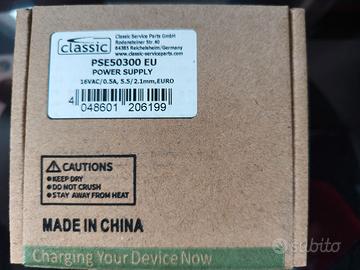 classic
Classic Service Parts GmbH
Rodensteiner Str. 40
64385 Reichelsheim/Germany
www.classic-serviceparts.com
PSE50300 EU
POWER SUPPLY
16VAC/0.5A, 5.5/2.1mm,EURO
4 048601 206199
CAUTIONS
●KEEP DRY
●DO NOT CRUSH
●STAY AWAY FROM HEAT
MADE IN CHINA
Charging Your Device Now
subito